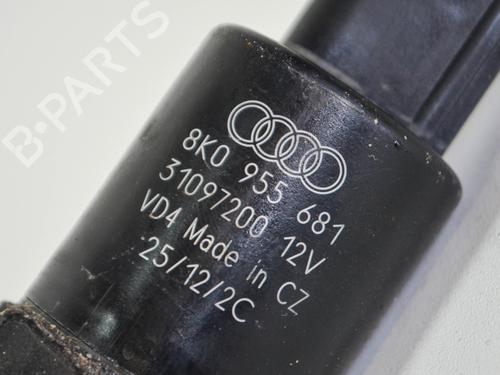 B-PARTS
8K0 955 681
31097200 12V
VD4 Made in CZ
25/12/2C